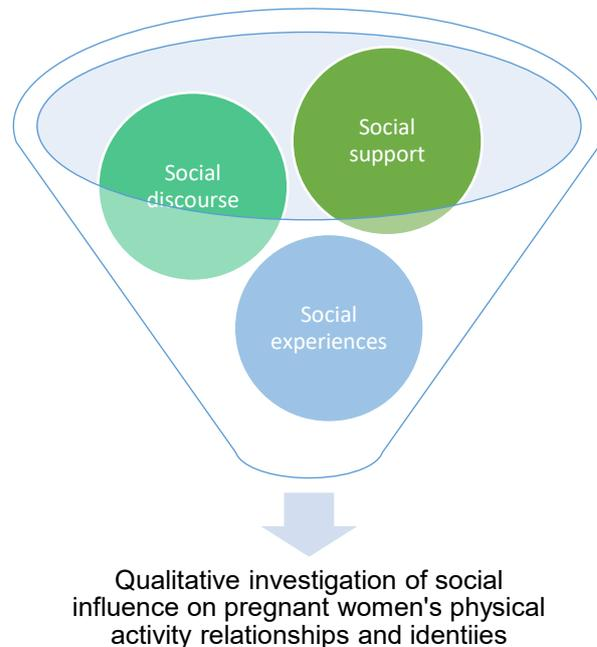 Social
support
Social
discourse
Social
experiences
Qualitative investigation of social
influence on pregnant women's physical
activity relationships and identiies